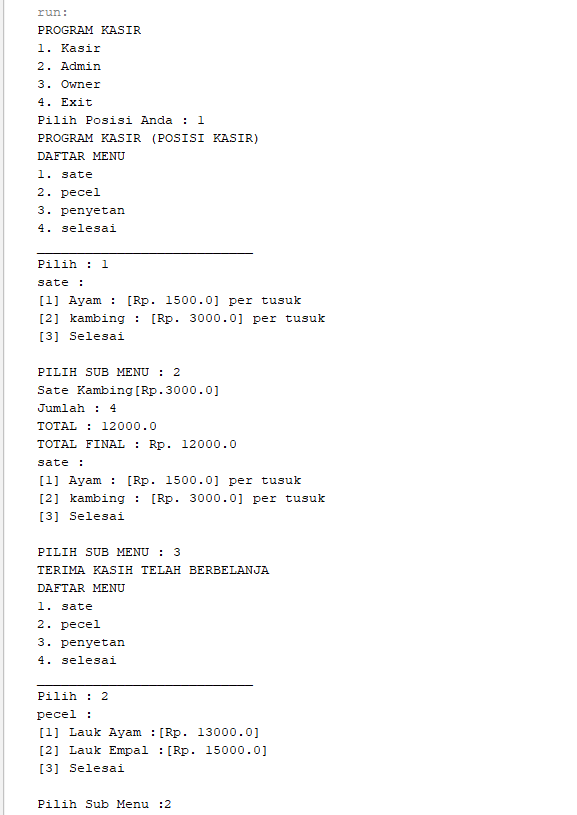 run:
PROGRAM KASIR
1. Kasir
2. Admin
3. Owner
4. Exit
Pilih Posisi Anda : 1
PROGRAM KASIR (POSISI KASIR)
DAFTAR MENU
1. sate
2. pecel
3. penyetan
4. selesai
___________________________
Pilih : 1
sate :
[1] Ayam : [Rp. 1500.0] per tusuk
[2] kambing : [Rp. 3000.0] per tusuk
[3] Selesai

PILIH SUB MENU : 2
Sate Kambing[Rp.3000.0]
Jumlah : 4
TOTAL : 12000.0
TOTAL FINAL : Rp. 12000.0
sate :
[1] Ayam : [Rp. 1500.0] per tusuk
[2] kambing : [Rp. 3000.0] per tusuk
[3] Selesai

PILIH SUB MENU : 3
TERIMA KASIH TELAH BERBELANJA
DAFTAR MENU
1. sate
2. pecel
3. penyetan
4. selesai
___________________________
Pilih : 2
pecel :
[1] Lauk Ayam :[Rp. 13000.0]
[2] Lauk Empal :[Rp. 15000.0]
[3] Selesai

Pilih Sub Menu :2